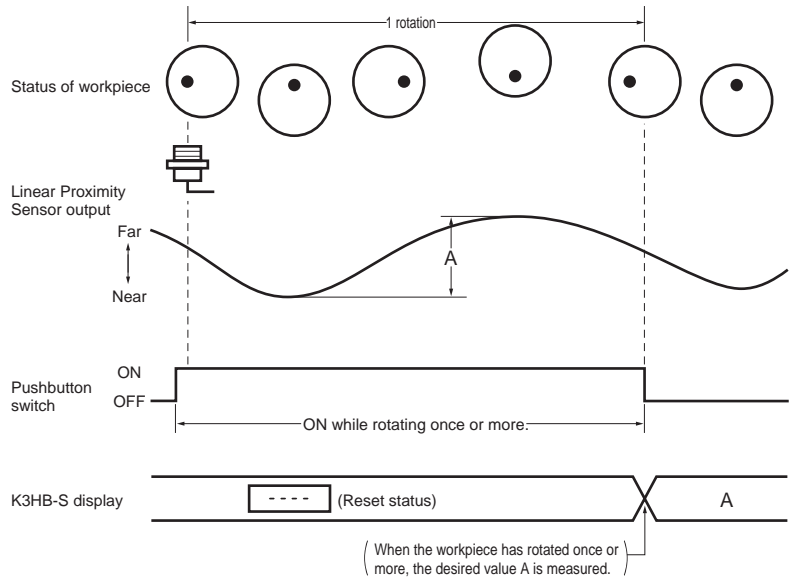 1 rotation
Status of workpiece
Linear Proximity
Sensor output
Far
A
Near
ON
Pushbutton
switch
OFF
ON while rotating once or more.
K3HB-S display
- - - -
(Reset status)
A
( When the workpiece has rotated once or
more, the desired value A is measured. )